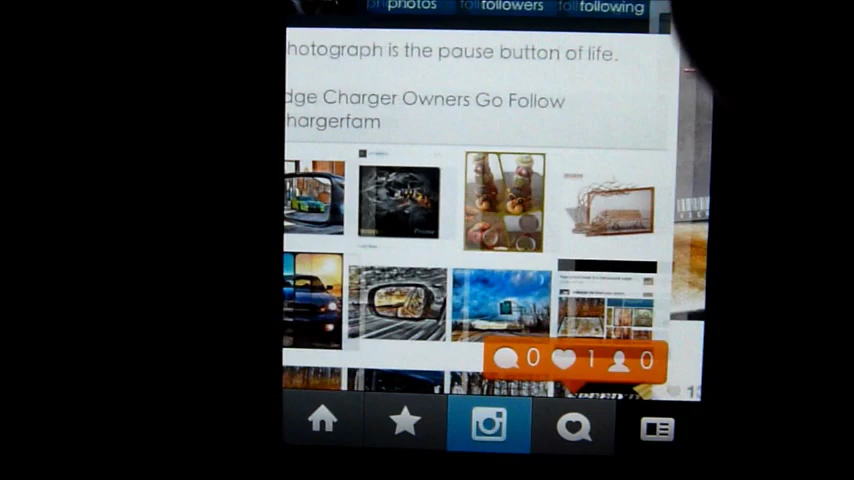 photos followers following
hotograph is the pause button of life.
dge Charger Owners Go Follow
hargerfam
0 1 0